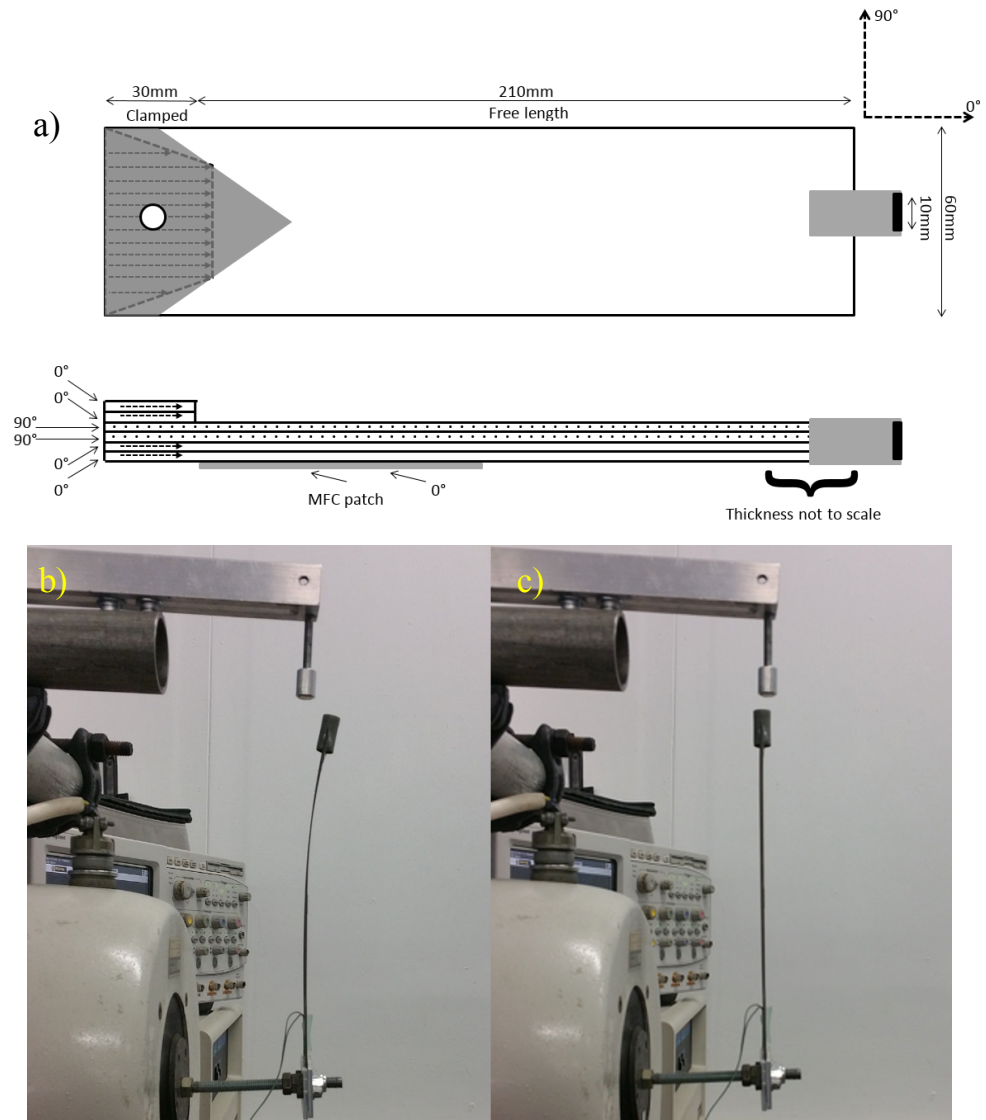 90°
30mm
210mm
Clamped
Free length
0°
a)
10mm
60mm
0°
0°
90°
90°
0°
0°
MFC patch
0°
Thickness not to scale
b)
c)